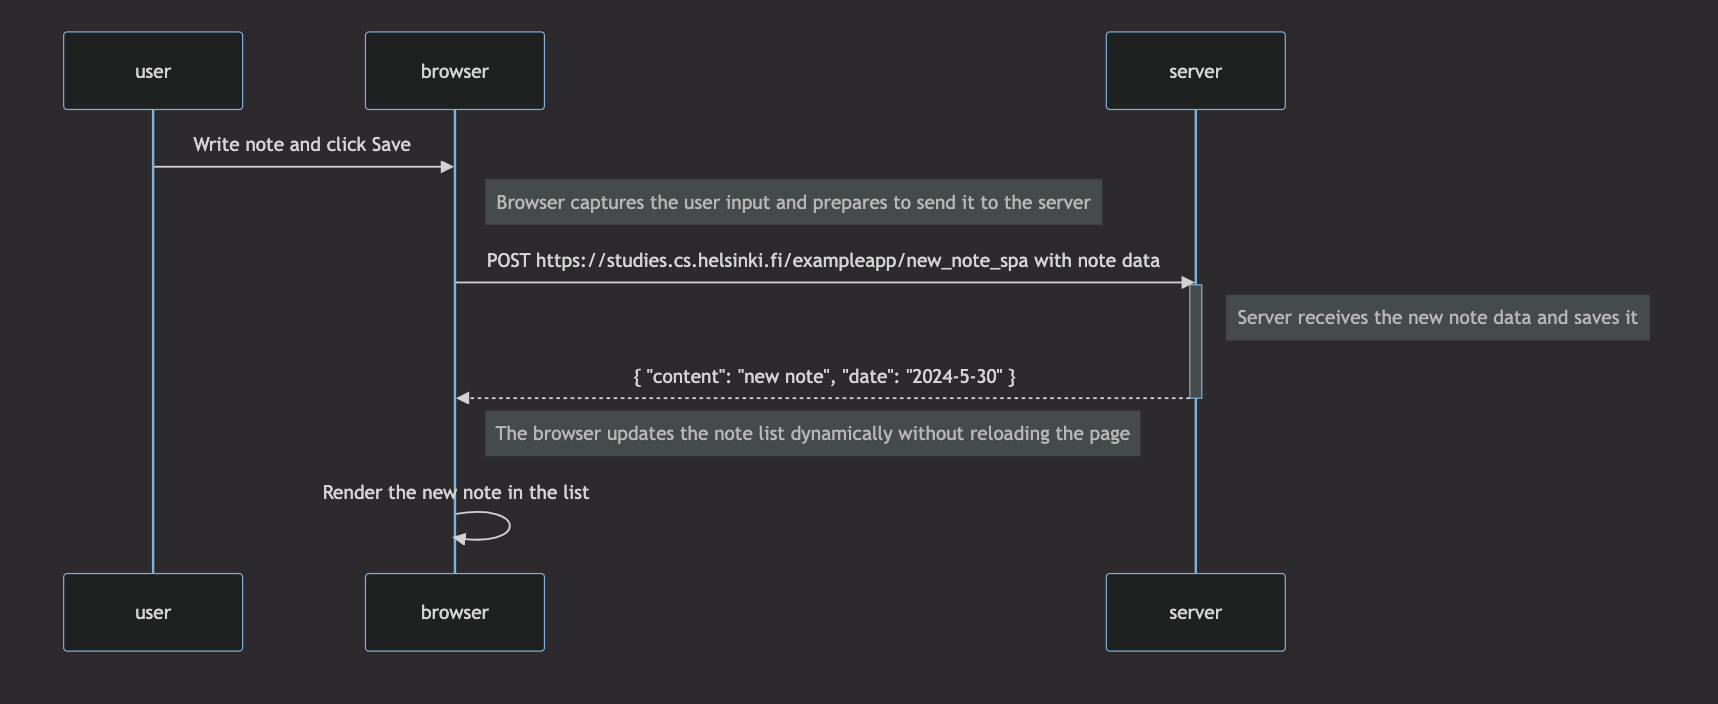 user
browser
server
Write note and click Save
Browser captures the user input and prepares to send it to the server
POST https://studies.cs.helsinki.fi/exampleapp/new_note_spa with note data
Server receives the new note data and saves it
{ "content": "new note", "date": "2024-5-30" }
The browser updates the note list dynamically without reloading the page
Render the new note in the list
user
browser
server